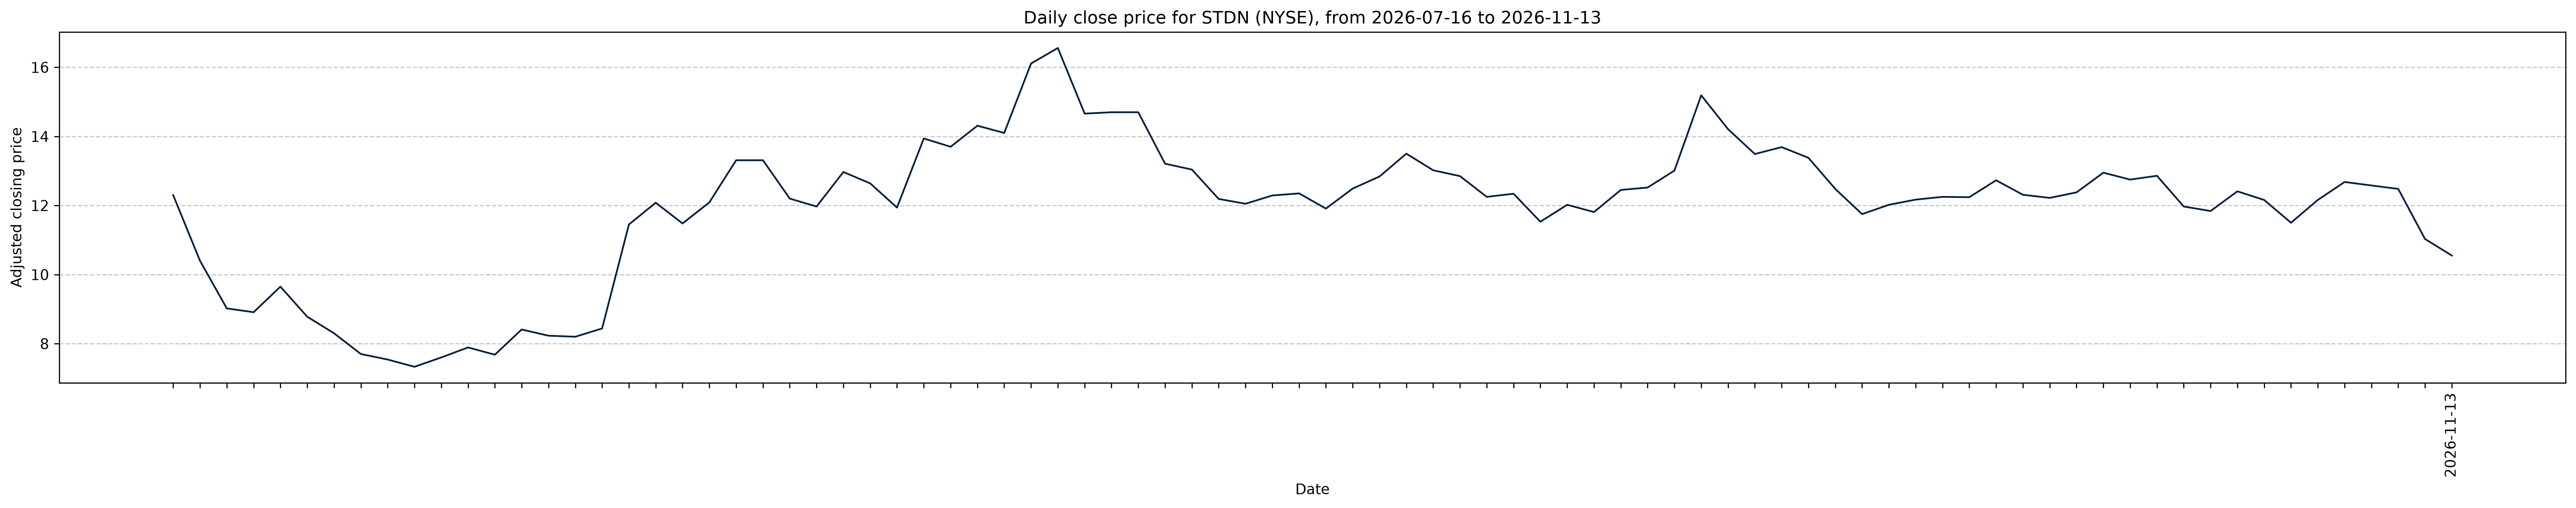 Daily close price for STDN (NYSE), from 2026-07-16 to 2026-11-13
Adjusted closing price
16
14
12
10
8
2026-11-13
Date